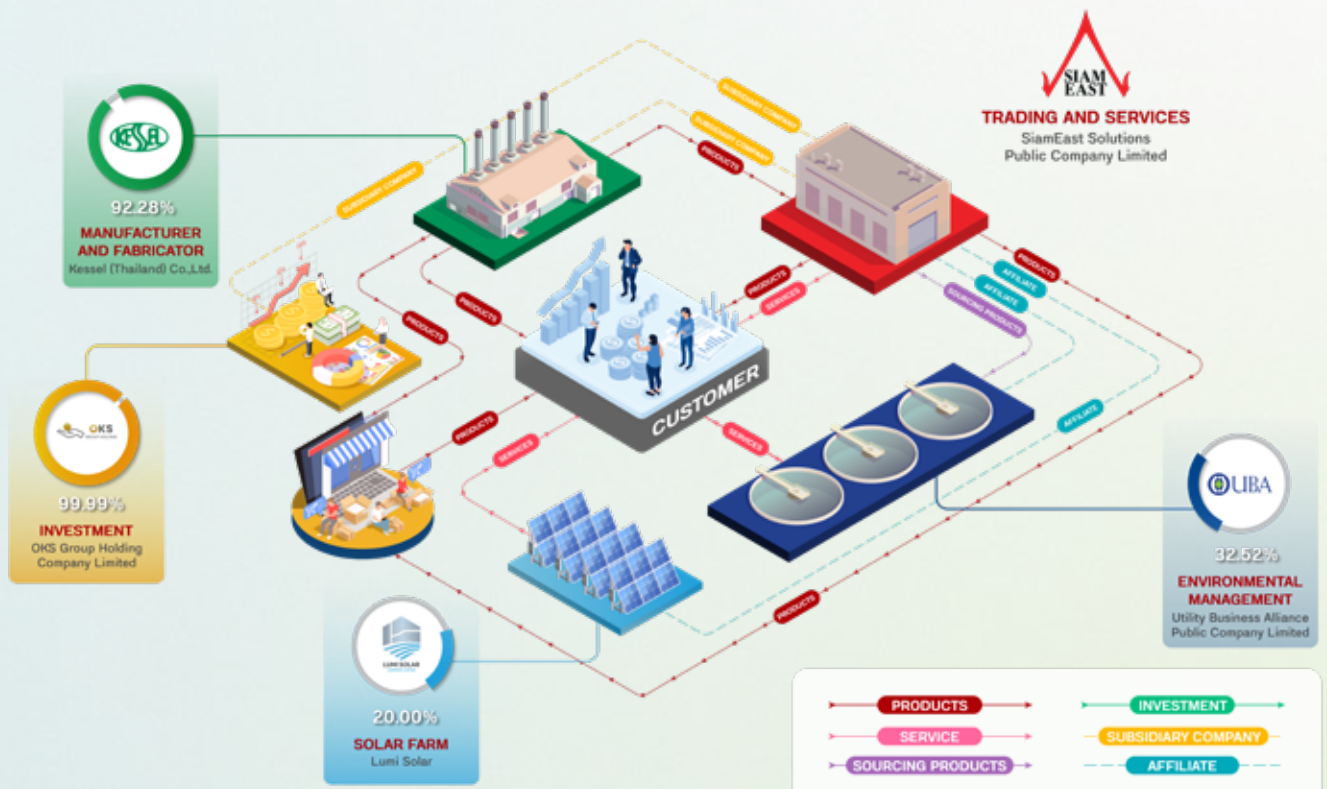 SIAM
EAST
TRADING AND SERVICES
SiamEast Solutions
Public Company Limited
KESSEL
92.28%
MANUFACTURER
AND FABRICATOR
Kessel (Thailand) Co.,Ltd.
SUBSIDIARY COMPANY
SUBSIDIARY COMPANY
PRODUCTS
SUBSIDIARY COMPANY
PRODUCTS
AFFILIATE
AFFILIATE
SOURCING PRODUCTS
PRODUCTS
SERVICES
PRODUCTS
PRODUCTS
CUSTOMER
PRODUCTS
SERVICES
SERVICES
AFFILIATE
PRODUCTS
OKS
99.99%
INVESTMENT
OKS Group Holding
Company Limited
UBA
32.52%
ENVIRONMENTAL
MANAGEMENT
Utility Business Alliance
Public Company Limited
LUMI SOLAR
20.00%
SOLAR FARM
Lumi Solar
PRODUCTS
INVESTMENT
SERVICE
SUBSIDIARY COMPANY
SOURCING PRODUCTS
AFFILIATE